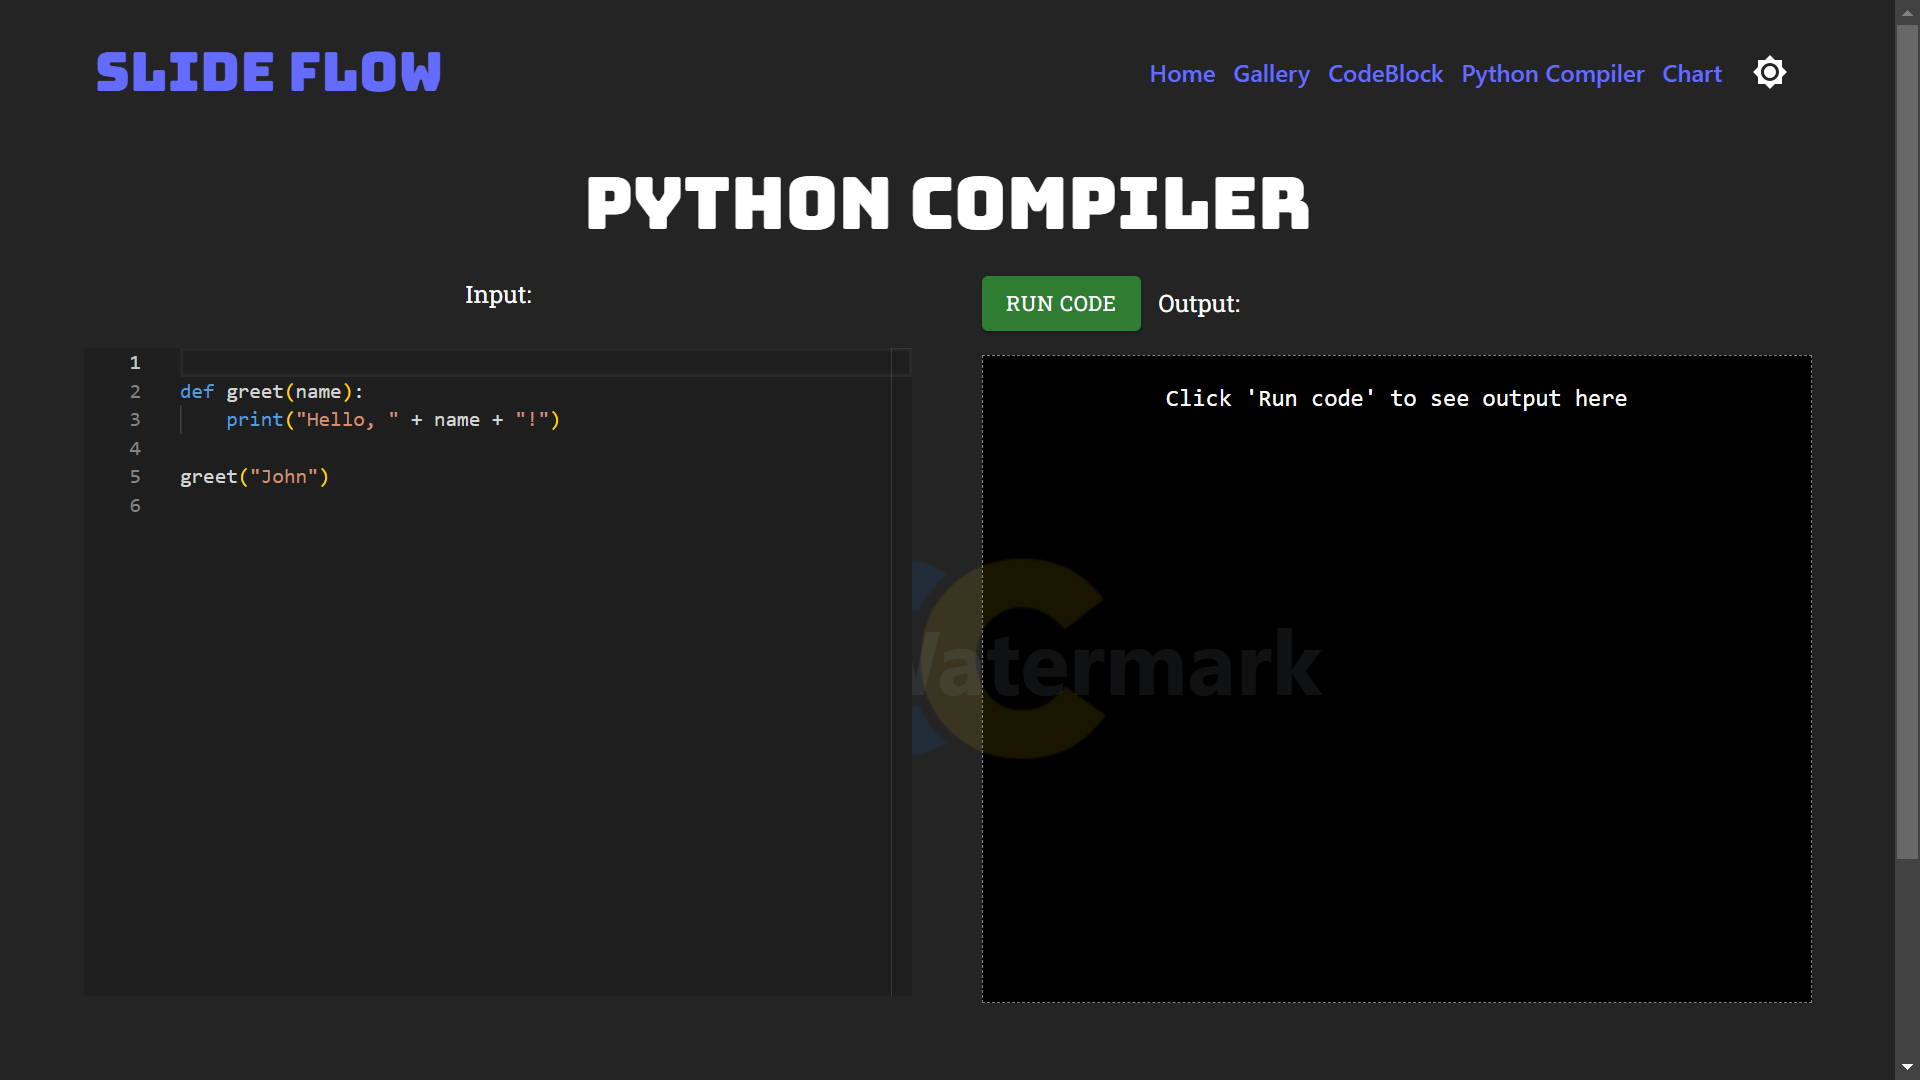 SLIDE FLOW
Home Gallery CodeBlock Python Compiler Chart
PYTHON COMPILER
Input:
RUN CODE Output:
1
2 def greet(name):
3 print("Hello, " + name + "!")
4
5 greet("John")
6
Click 'Run code' to see output here
Watermark